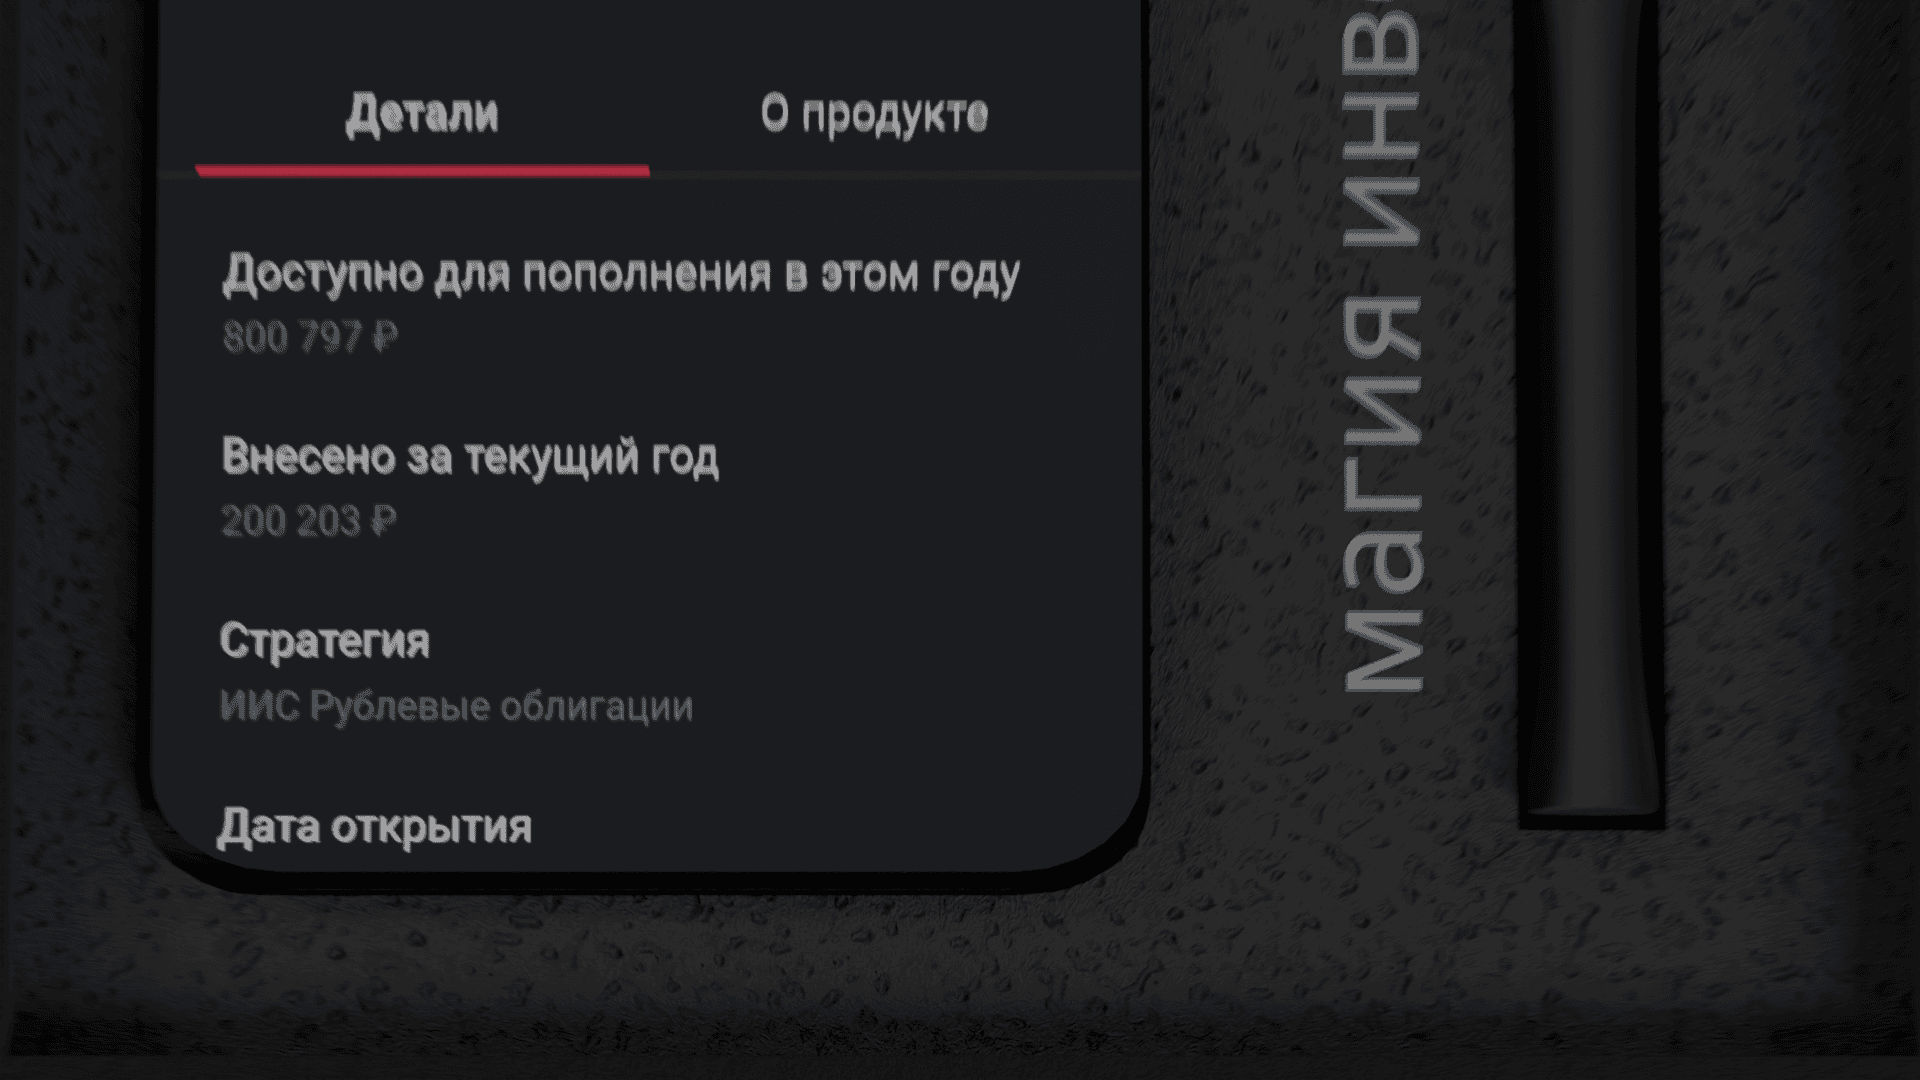 Детали
О продукте
Доступно для пополнения в этом году
800 797 ₽
Внесено за текущий год
200 203 ₽
Стратегия
ИИС Рублевые облигации
Дата открытия
магия